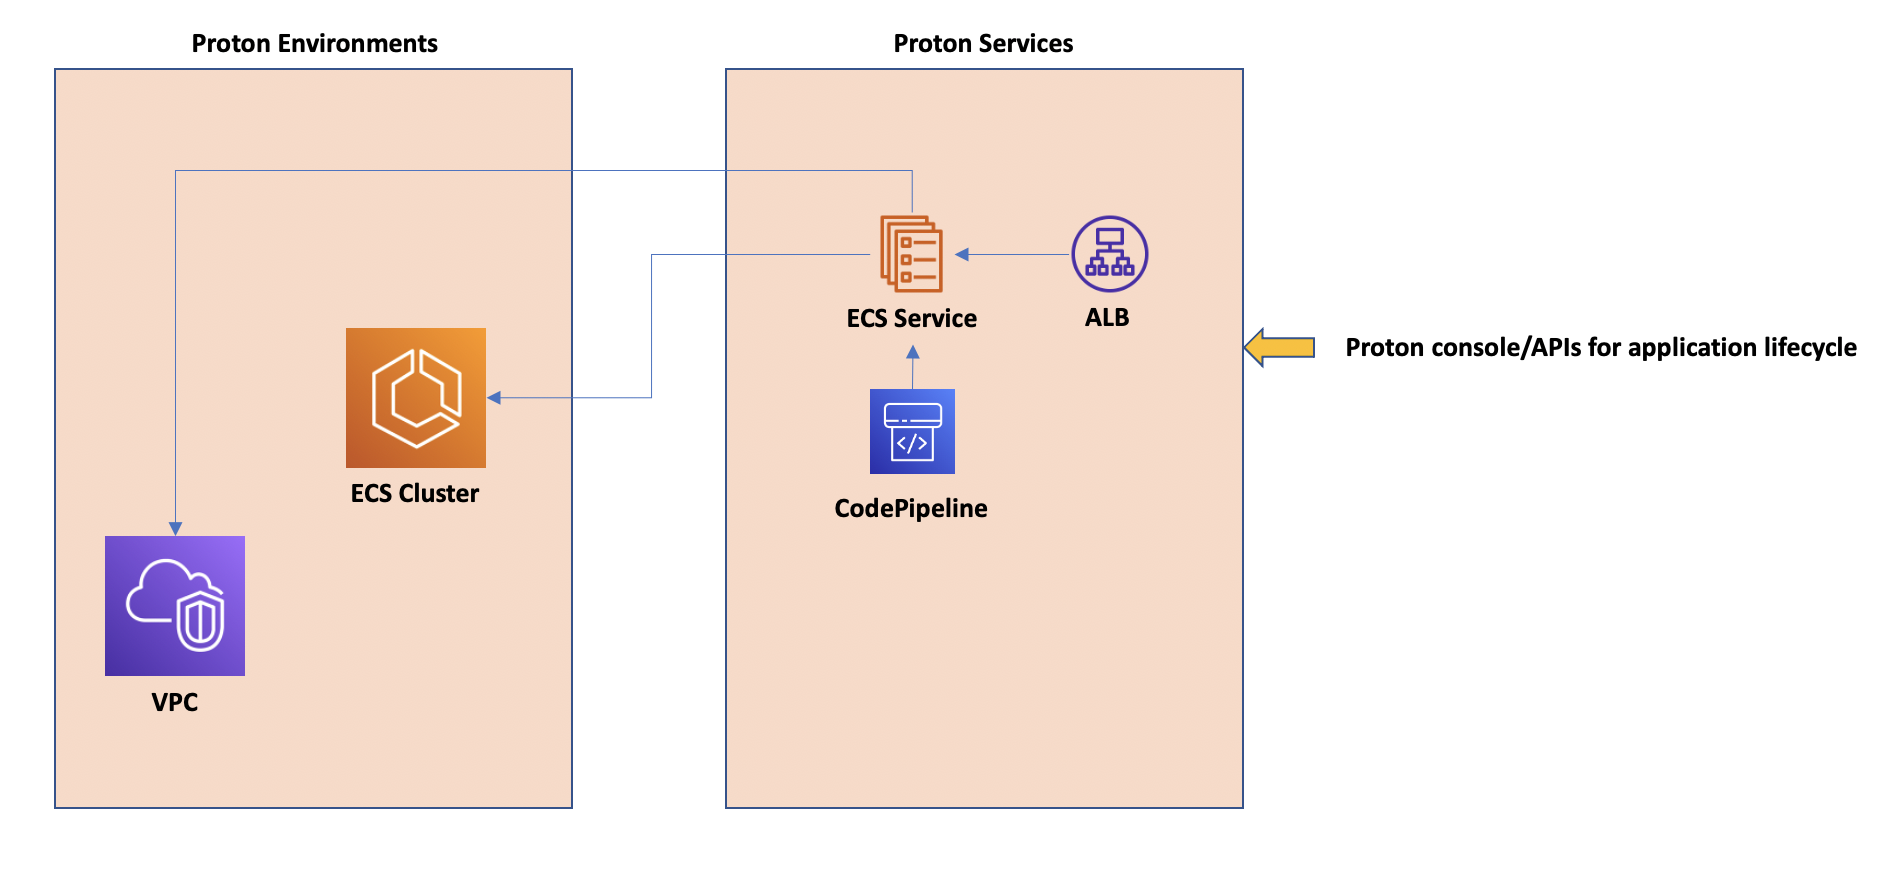 Proton Environments
Proton Services
ECS Service
ALB
Proton console/APIs for application lifecycle
ECS Cluster
</>
CodePipeline
VPC